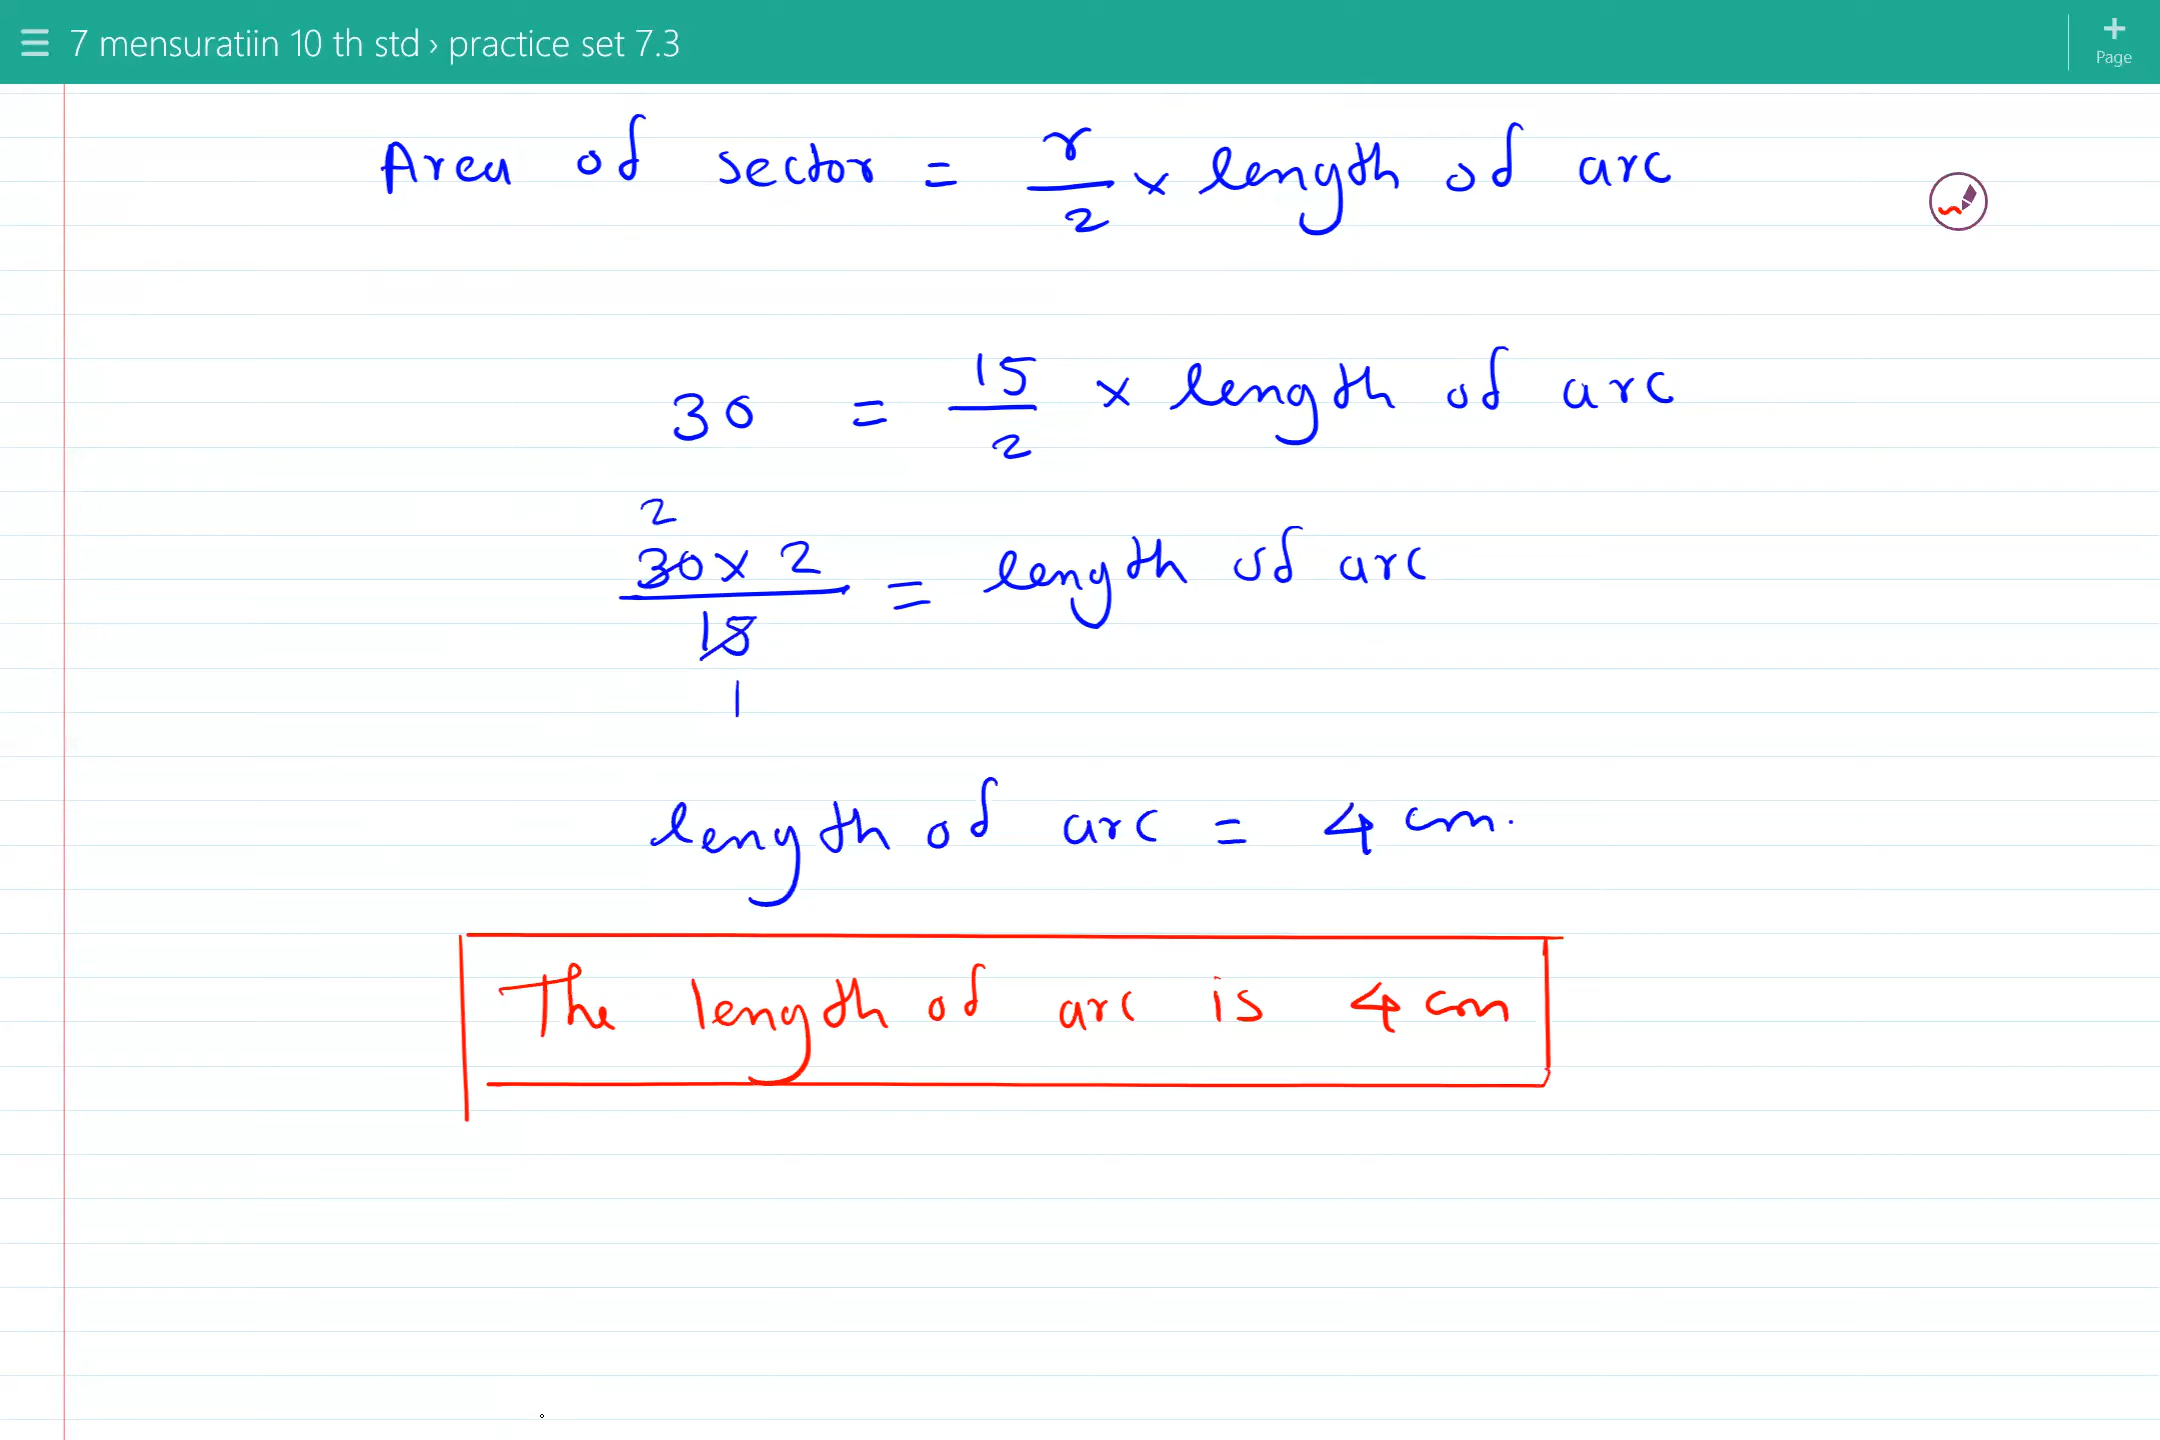 7 mensuratiin 10 th std › practice set 7.3
Page
Area of sector = r/2 × length of arc
30 = 15/2 × length of arc
2
30 × 2 / 15 = length of arc
1
length of arc = 4 cm.
The length of arc is 4 cm